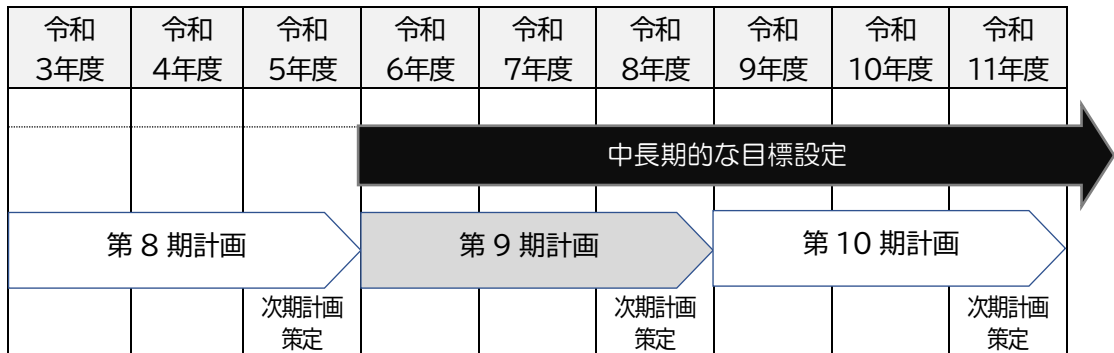 令和 令和 令和 令和 令和 令和 令和 令和 令和
3年度 4年度 5年度 6年度 7年度 8年度 9年度 10年度 11年度
中長期的な目標設定
第 8 期計画 第 9 期計画 第 10 期計画
次期計画 次期計画 次期計画
策定 策定 策定